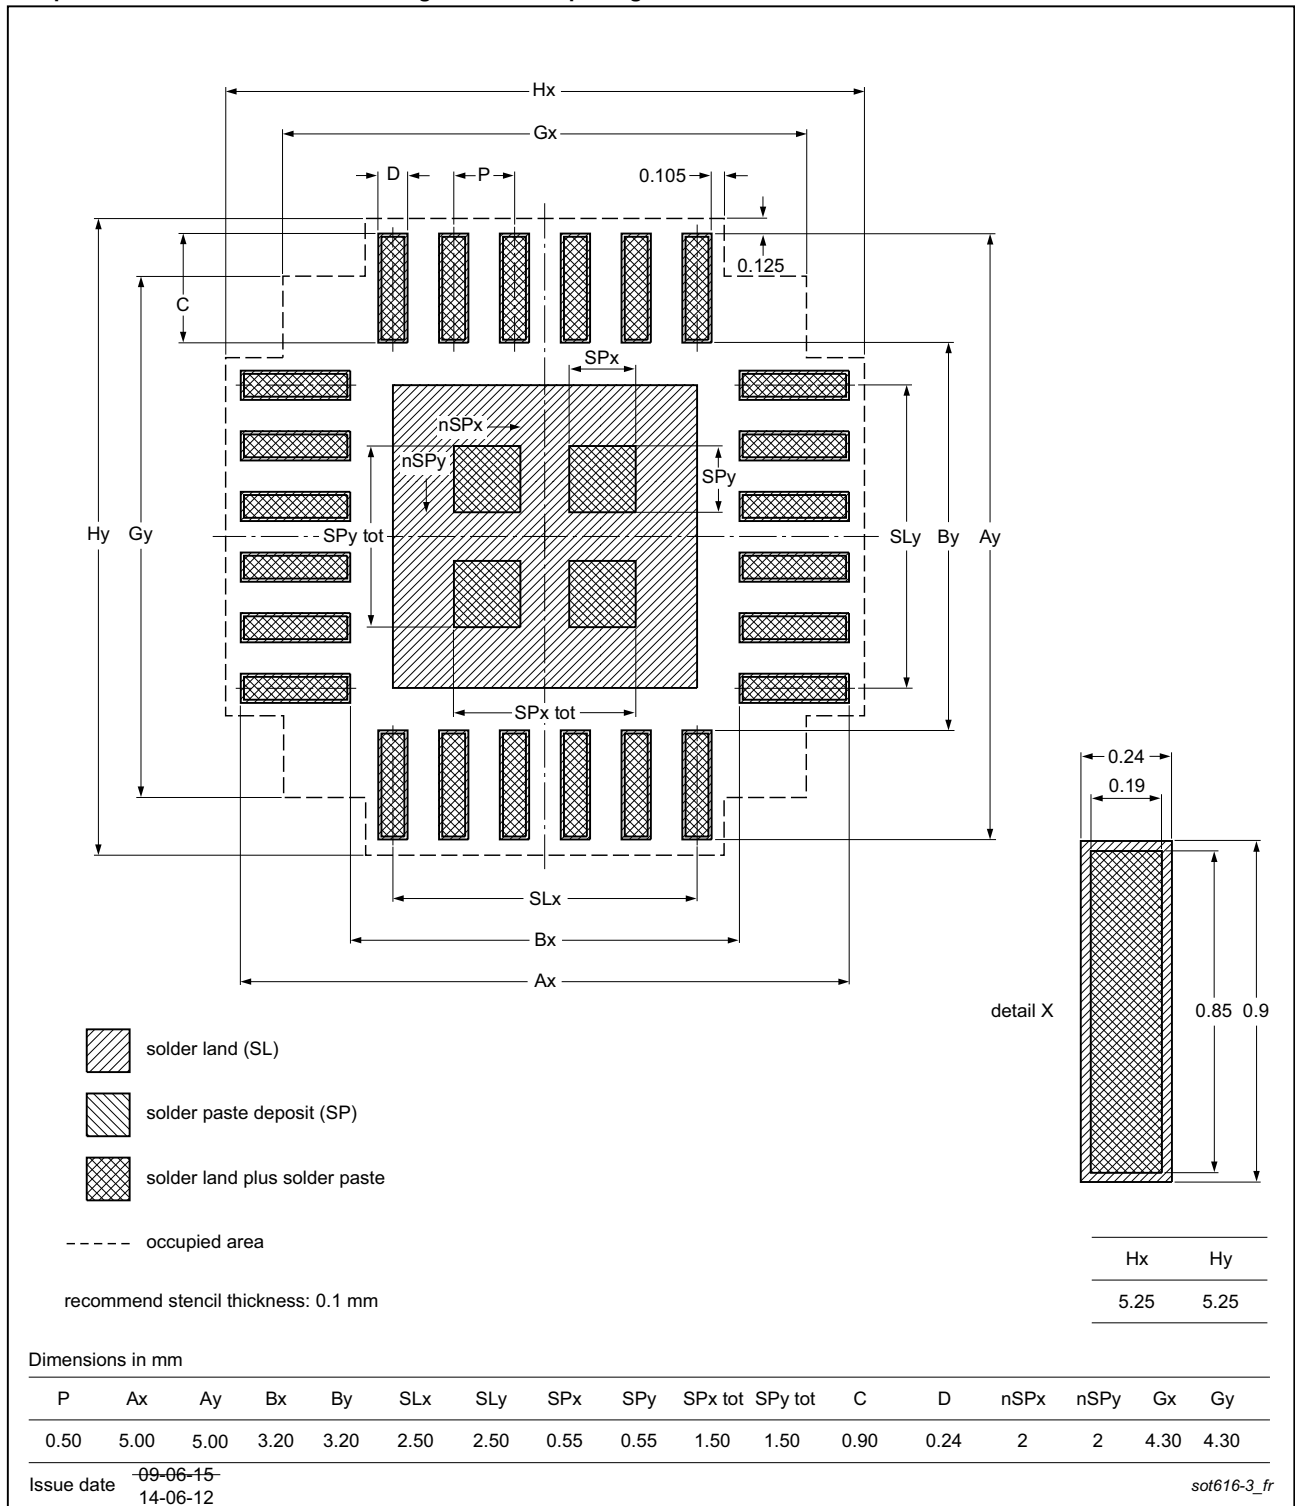 Hx
Gx
D
P
0.105
0.125
C
SPx
nSPx
nSPy
SPy
Hy
Gy
SPy tot
SLy
By
Ay
SPx tot
SLx
Bx
Ax
0.24
0.19
detail X
0.85
0.9
solder land (SL)
solder paste deposit (SP)
solder land plus solder paste
occupied area
recommend stencil thickness: 0.1 mm
Hx Hy
5.25 5.25
Dimensions in mm
P Ax Ay Bx By SLx SLy SPx SPy SPx tot SPy tot C D nSPx nSPy Gx Gy
0.50 5.00 5.00 3.20 3.20 2.50 2.50 0.55 0.55 1.50 1.50 0.90 0.24 2 2 4.30 4.30
Issue date 09-06-15
14-06-12
sot616-3_fr